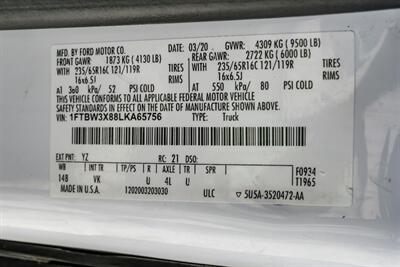 MFD. BY FORD MOTOR CO. 03/20 GVWR: 4309 KG (9500 LB)
FRONT GAWR: 1873 KG (4130 LB) REAR GAWR: 2722 KG (6000 LB)
WITH WITH
235/65R16C 121/119R TIRES 235/65R16C 121/119R TIRES
16x6.5J RIMS 16x6.5J RIMS
AT 360 kPa/ 52 PSI COLD AT 550 kPa/ 80 PSI COLD
THIS VEHICLE CONFORMS TO ALL APPLICABLE FEDERAL MOTOR VEHICLE
SAFETY STANDARDS IN EFFECT ON THE DATE OF MANUFACTURE SHOWN ABOVE.
VIN: 1FTBW3X88LKA65756 TYPE: Truck
EXT PNT: YZ RC: 21 DSO: F0934
T1965
WB BRK TP/PS R AXLE TR SPR
148 VK U 4L U
MADE IN U.S.A. 1202003203030 ULC ▽ 5U5A-3520472-AA